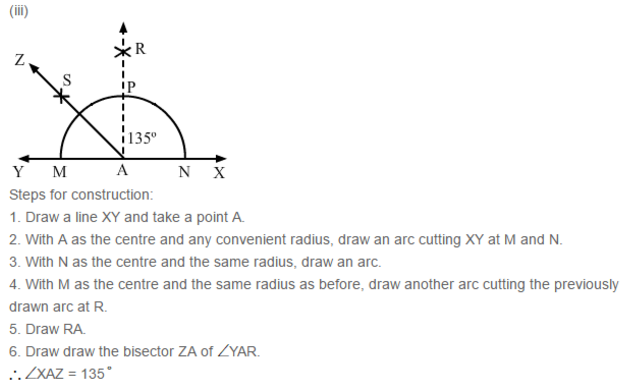 (iii)
R
Z
S
P
135°
Y M A N X
Steps for construction:
1. Draw a line XY and take a point A.
2. With A as the centre and any convenient radius, draw an arc cutting XY at M and N.
3. With N as the centre and the same radius, draw an arc.
4. With M as the centre and the same radius as before, draw another arc cutting the previously
drawn arc at R.
5. Draw RA.
6. Draw draw the bisector ZA of ∠YAR.
∴ ∠XAZ = 135°